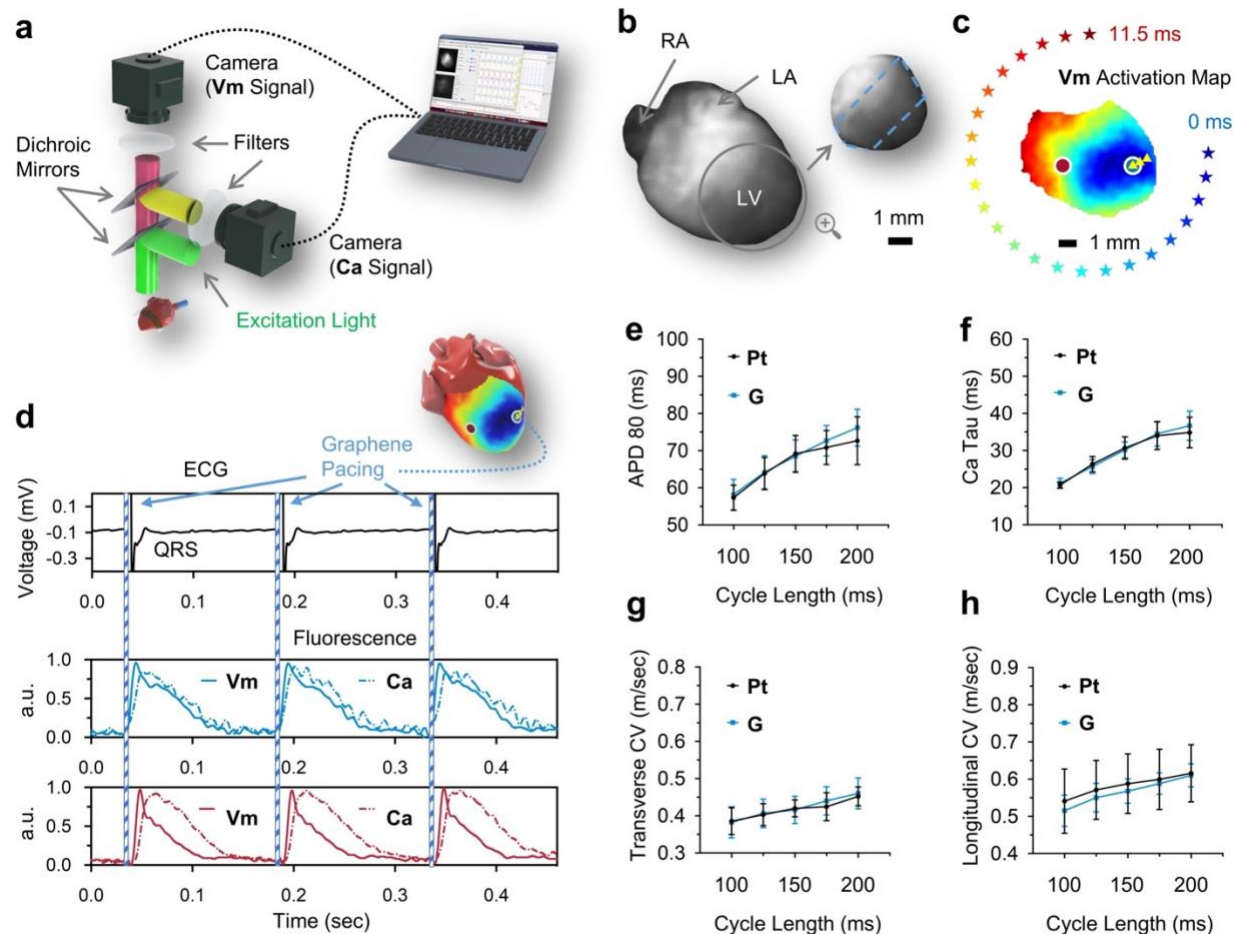 a
Camera
(Vm Signal)
Dichroic
Mirrors
Filters
Camera
(Ca Signal)
Excitation Light
b
RA
LA
LV
1 mm
c
11.5 ms
Vm Activation Map
0 ms
1 mm
d
Graphene
Pacing
ECG
Voltage (mV)
0.1
-0.1
-0.3
QRS
0.0 0.1 0.2 0.3 0.4
Fluorescence
a.u.
1.0
0.5
0.0
Vm Ca
0.0 0.1 0.2 0.3 0.4
a.u.
1.0
0.5
0.0
Vm Ca
0.0 0.1 0.2 0.3 0.4
Time (sec)
e
APD 80 (ms)
100
90
80
70
60
50
Pt
G
100 150 200
Cycle Length (ms)
f
Ca Tau (ms)
60
50
40
30
20
10
Pt
G
100 150 200
Cycle Length (ms)
g
Transverse CV (m/sec)
0.8
0.7
0.6
0.5
0.4
0.3
Pt
G
100 150 200
Cycle Length (ms)
h
Longitudinal CV (m/sec)
0.9
0.8
0.7
0.6
0.5
0.4
Pt
G
100 150 200
Cycle Length (ms)